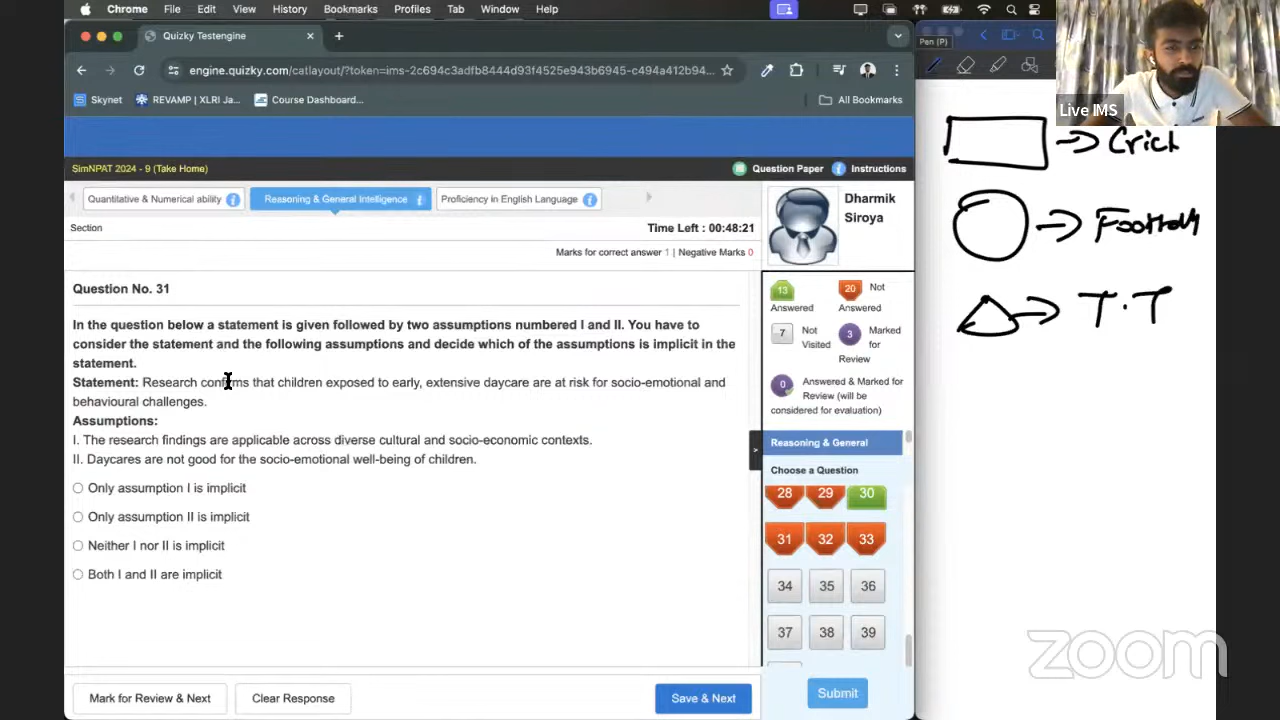 Chrome File Edit View History Bookmarks Profiles Tab Window Help
Quizky Testengine
engine.quizky.com/catlayout/?token=ims-2c694c3adfb8444d93f4525e943b6945-c494a412b94...
Skynet REVAMP | XLRI Ja... Course Dashboard... All Bookmarks
Pen (P)
Live IMS
SimNPAT 2024 - 9 (Take Home) Question Paper Instructions
Quantitative & Numerical ability Reasoning & General Intelligence Proficiency in English Language
Dharmik
Siroya
Section Time Left : 00:48:21
Marks for correct answer 1 | Negative Marks 0
Question No. 31
In the question below a statement is given followed by two assumptions numbered I and II. You have to
consider the statement and the following assumptions and decide which of the assumptions is implicit in the
statement.
Statement: Research confirms that children exposed to early, extensive daycare are at risk for socio-emotional and
behavioural challenges.
Assumptions:
I. The research findings are applicable across diverse cultural and socio-economic contexts.
II. Daycares are not good for the socio-emotional well-being of children.
Only assumption I is implicit
Only assumption II is implicit
Neither I nor II is implicit
Both I and II are implicit
Mark for Review & Next Clear Response Save & Next
13 Answered
20 Not Answered
7 Not Visited
3 Marked for Review
0 Answered & Marked for
Review (will be
considered for evaluation)
Reasoning & General
Choose a Question
28 29 30
31 32 33
34 35 36
37 38 39
Submit
Crick
Football
T.T
zoom